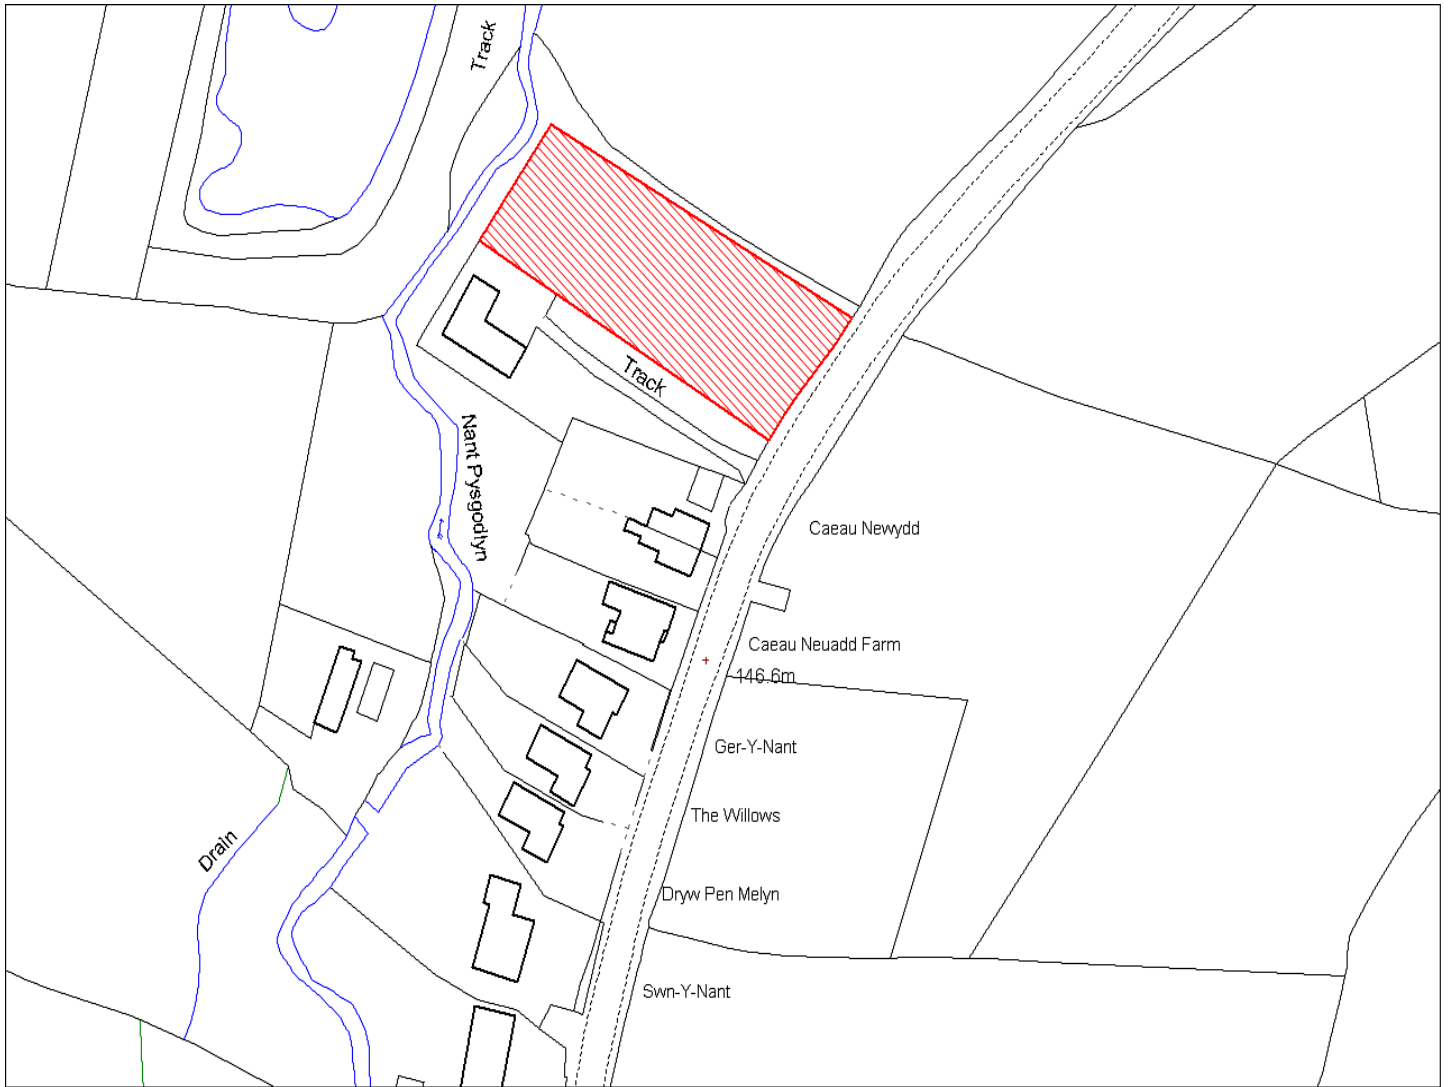 Track
Track
Nant Pysgodlyn
Caeau Newydd
Caeau Neuadd Farm
146.6m
Ger-Y-Nant
The Willows
Drain
Dryw Pen Melyn
Swn-Y-Nant